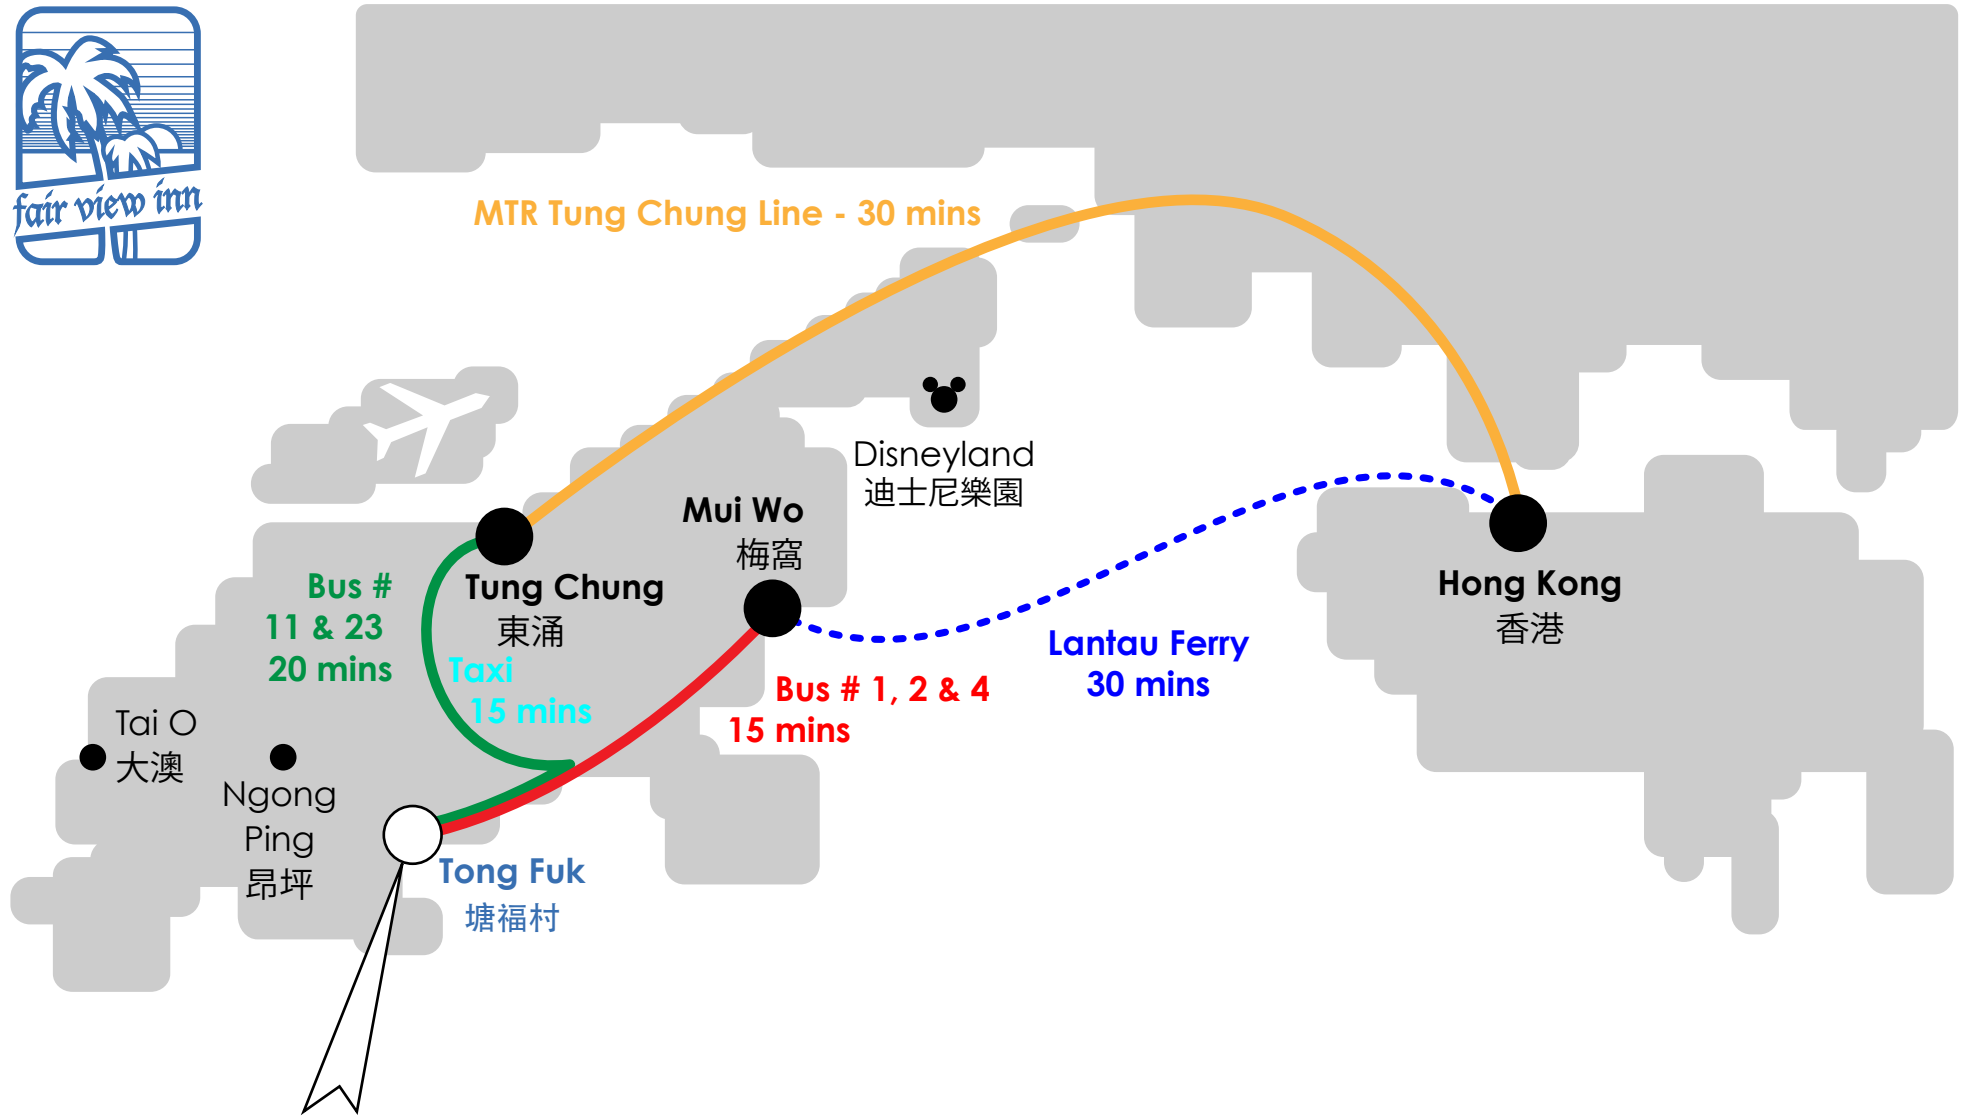 fair view inn
MTR Tung Chung Line - 30 mins
Disneyland
迪士尼樂園
Mui Wo
梅窩
Tung Chung
東涌
Bus #
11 & 23
20 mins
Taxi
15 mins
Hong Kong
香港
Lantau Ferry
30 mins
Bus # 1, 2 & 4
15 mins
Tai O
大澳
Ngong
Ping
昂坪
Tong Fuk
塘福村